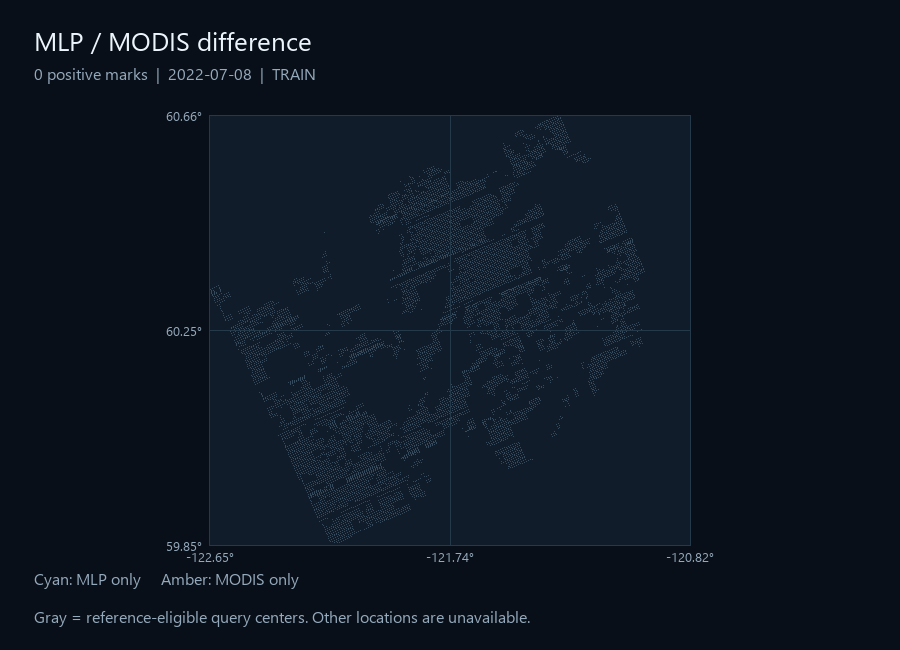 MLP / MODIS difference
0 positive marks | 2022-07-08 | TRAIN
60.66°
60.25°
59.85°
-122.65° -121.74° -120.82°
Cyan: MLP only Amber: MODIS only
Gray = reference-eligible query centers. Other locations are unavailable.